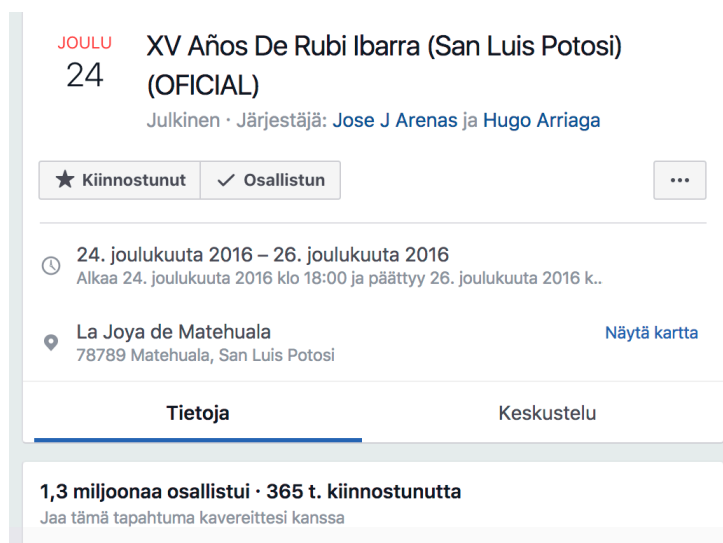 JOULU
24
XV Años De Rubi Ibarra (San Luis Potosi)
(OFICIAL)
Julkinen · Järjestäjä: Jose J Arenas ja Hugo Arriaga
Kiinnostunut
Osallistun
24. joulukuuta 2016 – 26. joulukuuta 2016
Alkaa 24. joulukuuta 2016 klo 18:00 ja päättyy 26. joulukuuta 2016 k..
La Joya de Matehuala
Näytä kartta
78789 Matehuala, San Luis Potosi
Tietoja
Keskustelu
1,3 miljoonaa osallistui · 365 t. kiinnostunutta
Jaa tämä tapahtuma kavereittesi kanssa